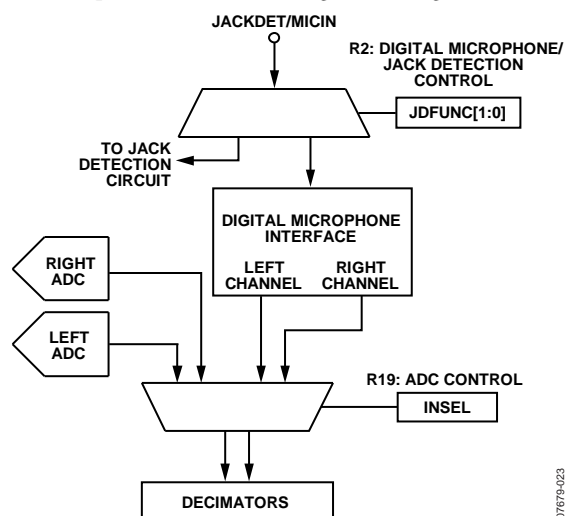 JACKDET/MICIN
R2: DIGITAL MICROPHONE/
JACK DETECTION
CONTROL
JDFUNC[1:0]
TO JACK
DETECTION
CIRCUIT
DIGITAL MICROPHONE
INTERFACE
LEFT
CHANNEL
RIGHT
CHANNEL
RIGHT
ADC
LEFT
ADC
R19: ADC CONTROL
INSEL
DECIMATORS
07679-023